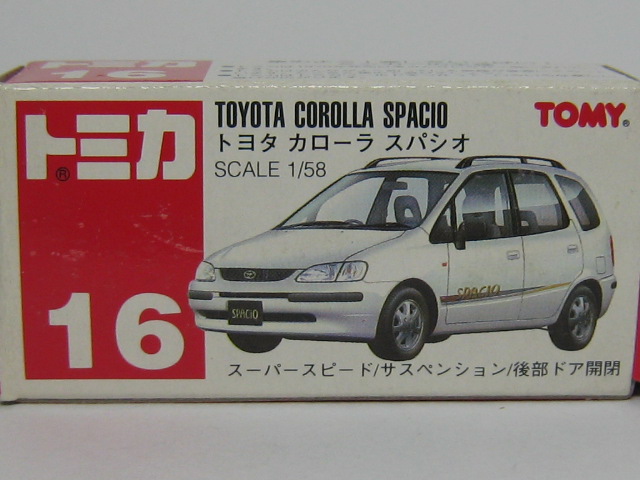 16
トミカ®
TOYOTA COROLLA SPACIO
TOMY®
トヨタ カローラ スパシオ
SCALE 1/58
SPACIO
SPACIO
16
スーパースピード/サスペンション/後部ドア開閉